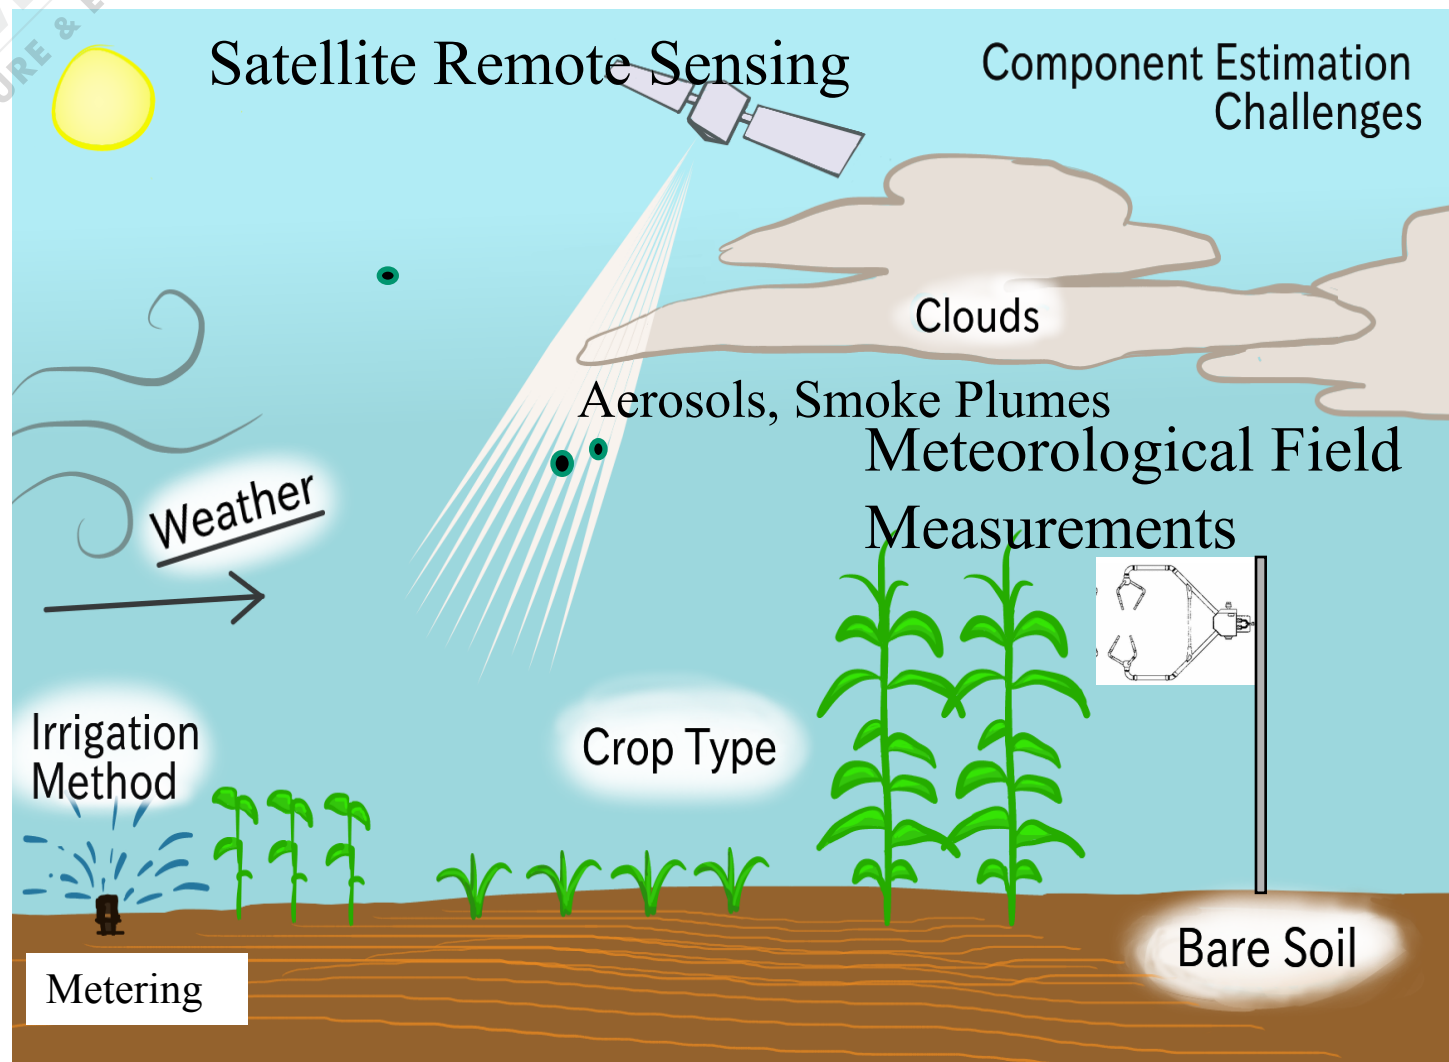 URE & E
Satellite Remote Sensing
Component Estimation
Challenges
Clouds
Aerosols, Smoke Plumes
Meteorological Field
Measurements
Weather
Irrigation
Method
Crop Type
Bare Soil
Metering